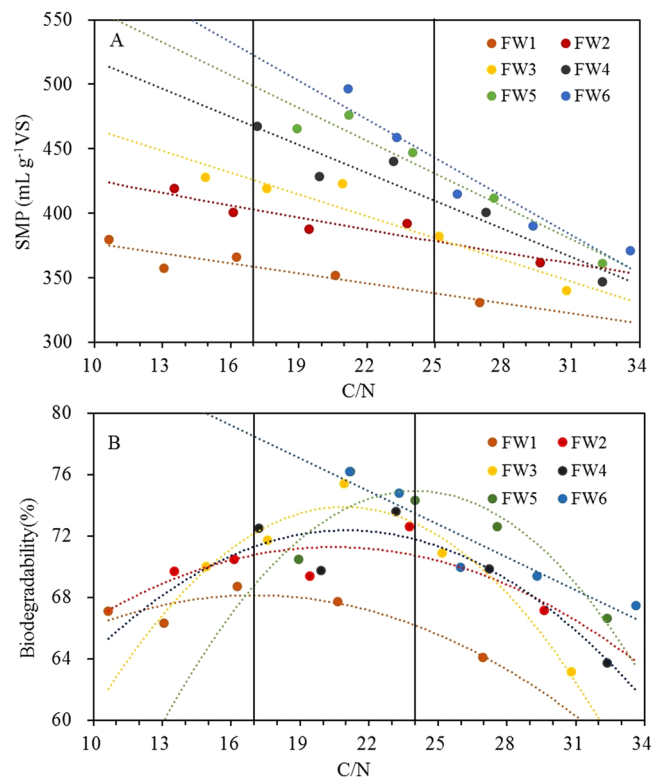 550
500
450
400
350
300
SMP (mL g-1VS)
A
FW1 FW2
FW3 FW4
FW5 FW6
10 13 16 19 22 25 28 31 34
C/N
80
76
72
68
64
60
Biodegradability(%)
B
FW1 FW2
FW3 FW4
FW5 FW6
10 13 16 19 22 25 28 31 34
C/N